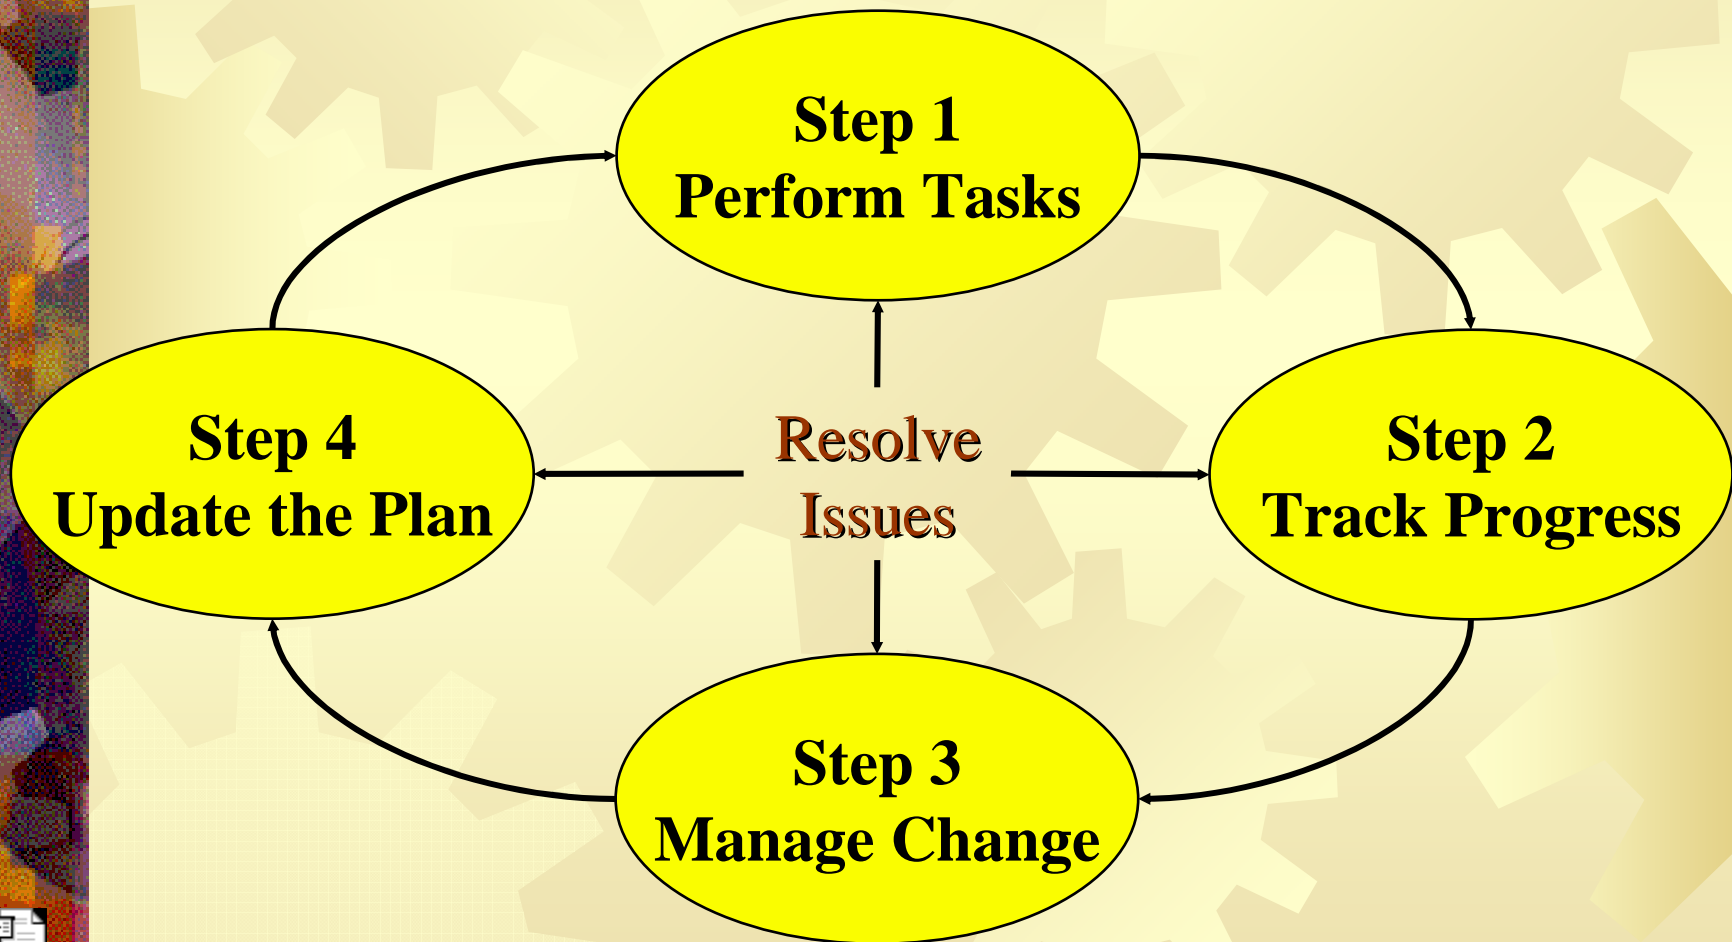 Step 1
Perform Tasks
Step 4
Update the Plan
Resolve
Issues
Step 2
Track Progress
Step 3
Manage Change